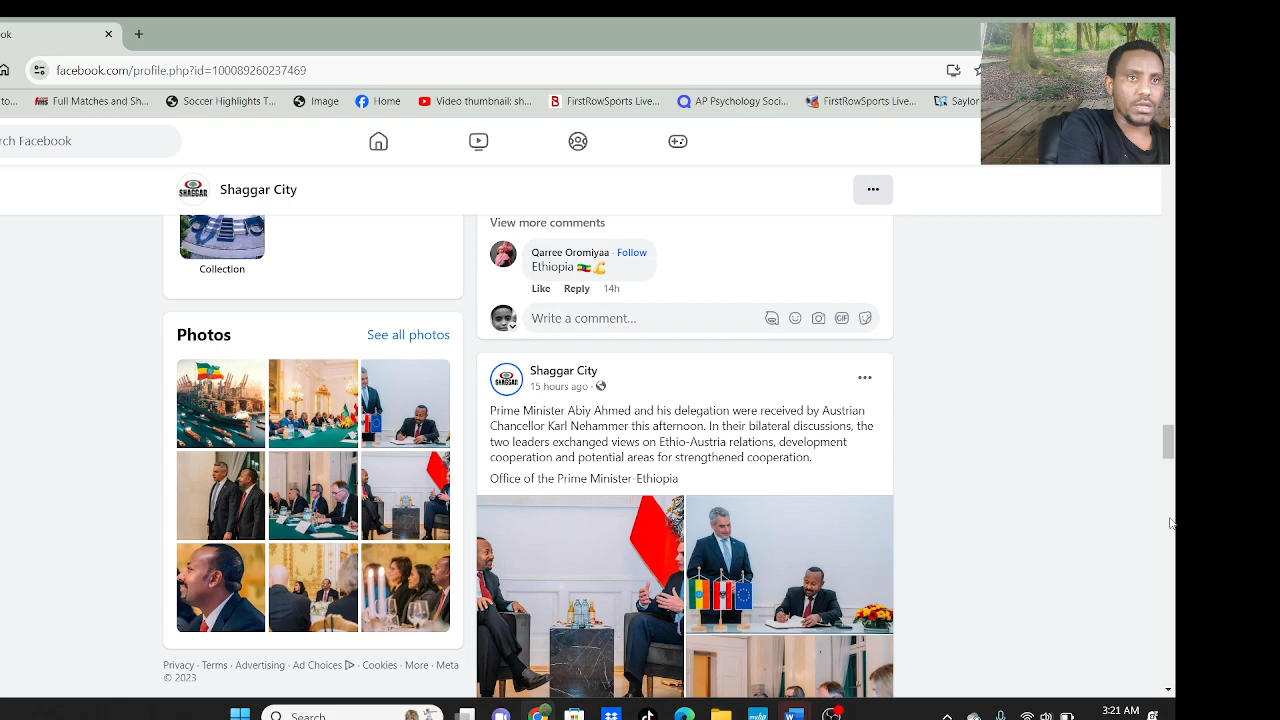 ok
facebook.com/profile.php?id=100089260237469
to...
Full Matches and Sh...
Soccer Highlights T...
Image
Home
Video thumbnail: sh...
FirstRowSports Live...
AP Psychology Soci...
FirstRowSports Live...
Saylor
rch Facebook
SHAGGAR
Shaggar City
Collection
View more comments
Qarree Oromiyaa · Follow
Ethiopia 🇪🇹💪
Like Reply 14h
Write a comment...
GIF
Photos
See all photos
SHAGGAR
Shaggar City
15 hours ago ·
Prime Minister Abiy Ahmed and his delegation were received by Austrian
Chancellor Karl Nehammer this afternoon. In their bilateral discussions, the
two leaders exchanged views on Ethio-Austria relations, development
cooperation and potential areas for strengthened cooperation.
Office of the Prime Minister-Ethiopia
Privacy · Terms · Advertising · Ad Choices · Cookies · More · Meta
© 2023
Search
3:21 AM